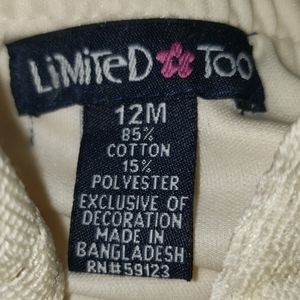 LiMiTeD TOO
12M
85%
COTTON
15%
POLYESTER
EXCLUSIVE OF
DECORATION
MADE IN
BANGLADESH
RN#59123